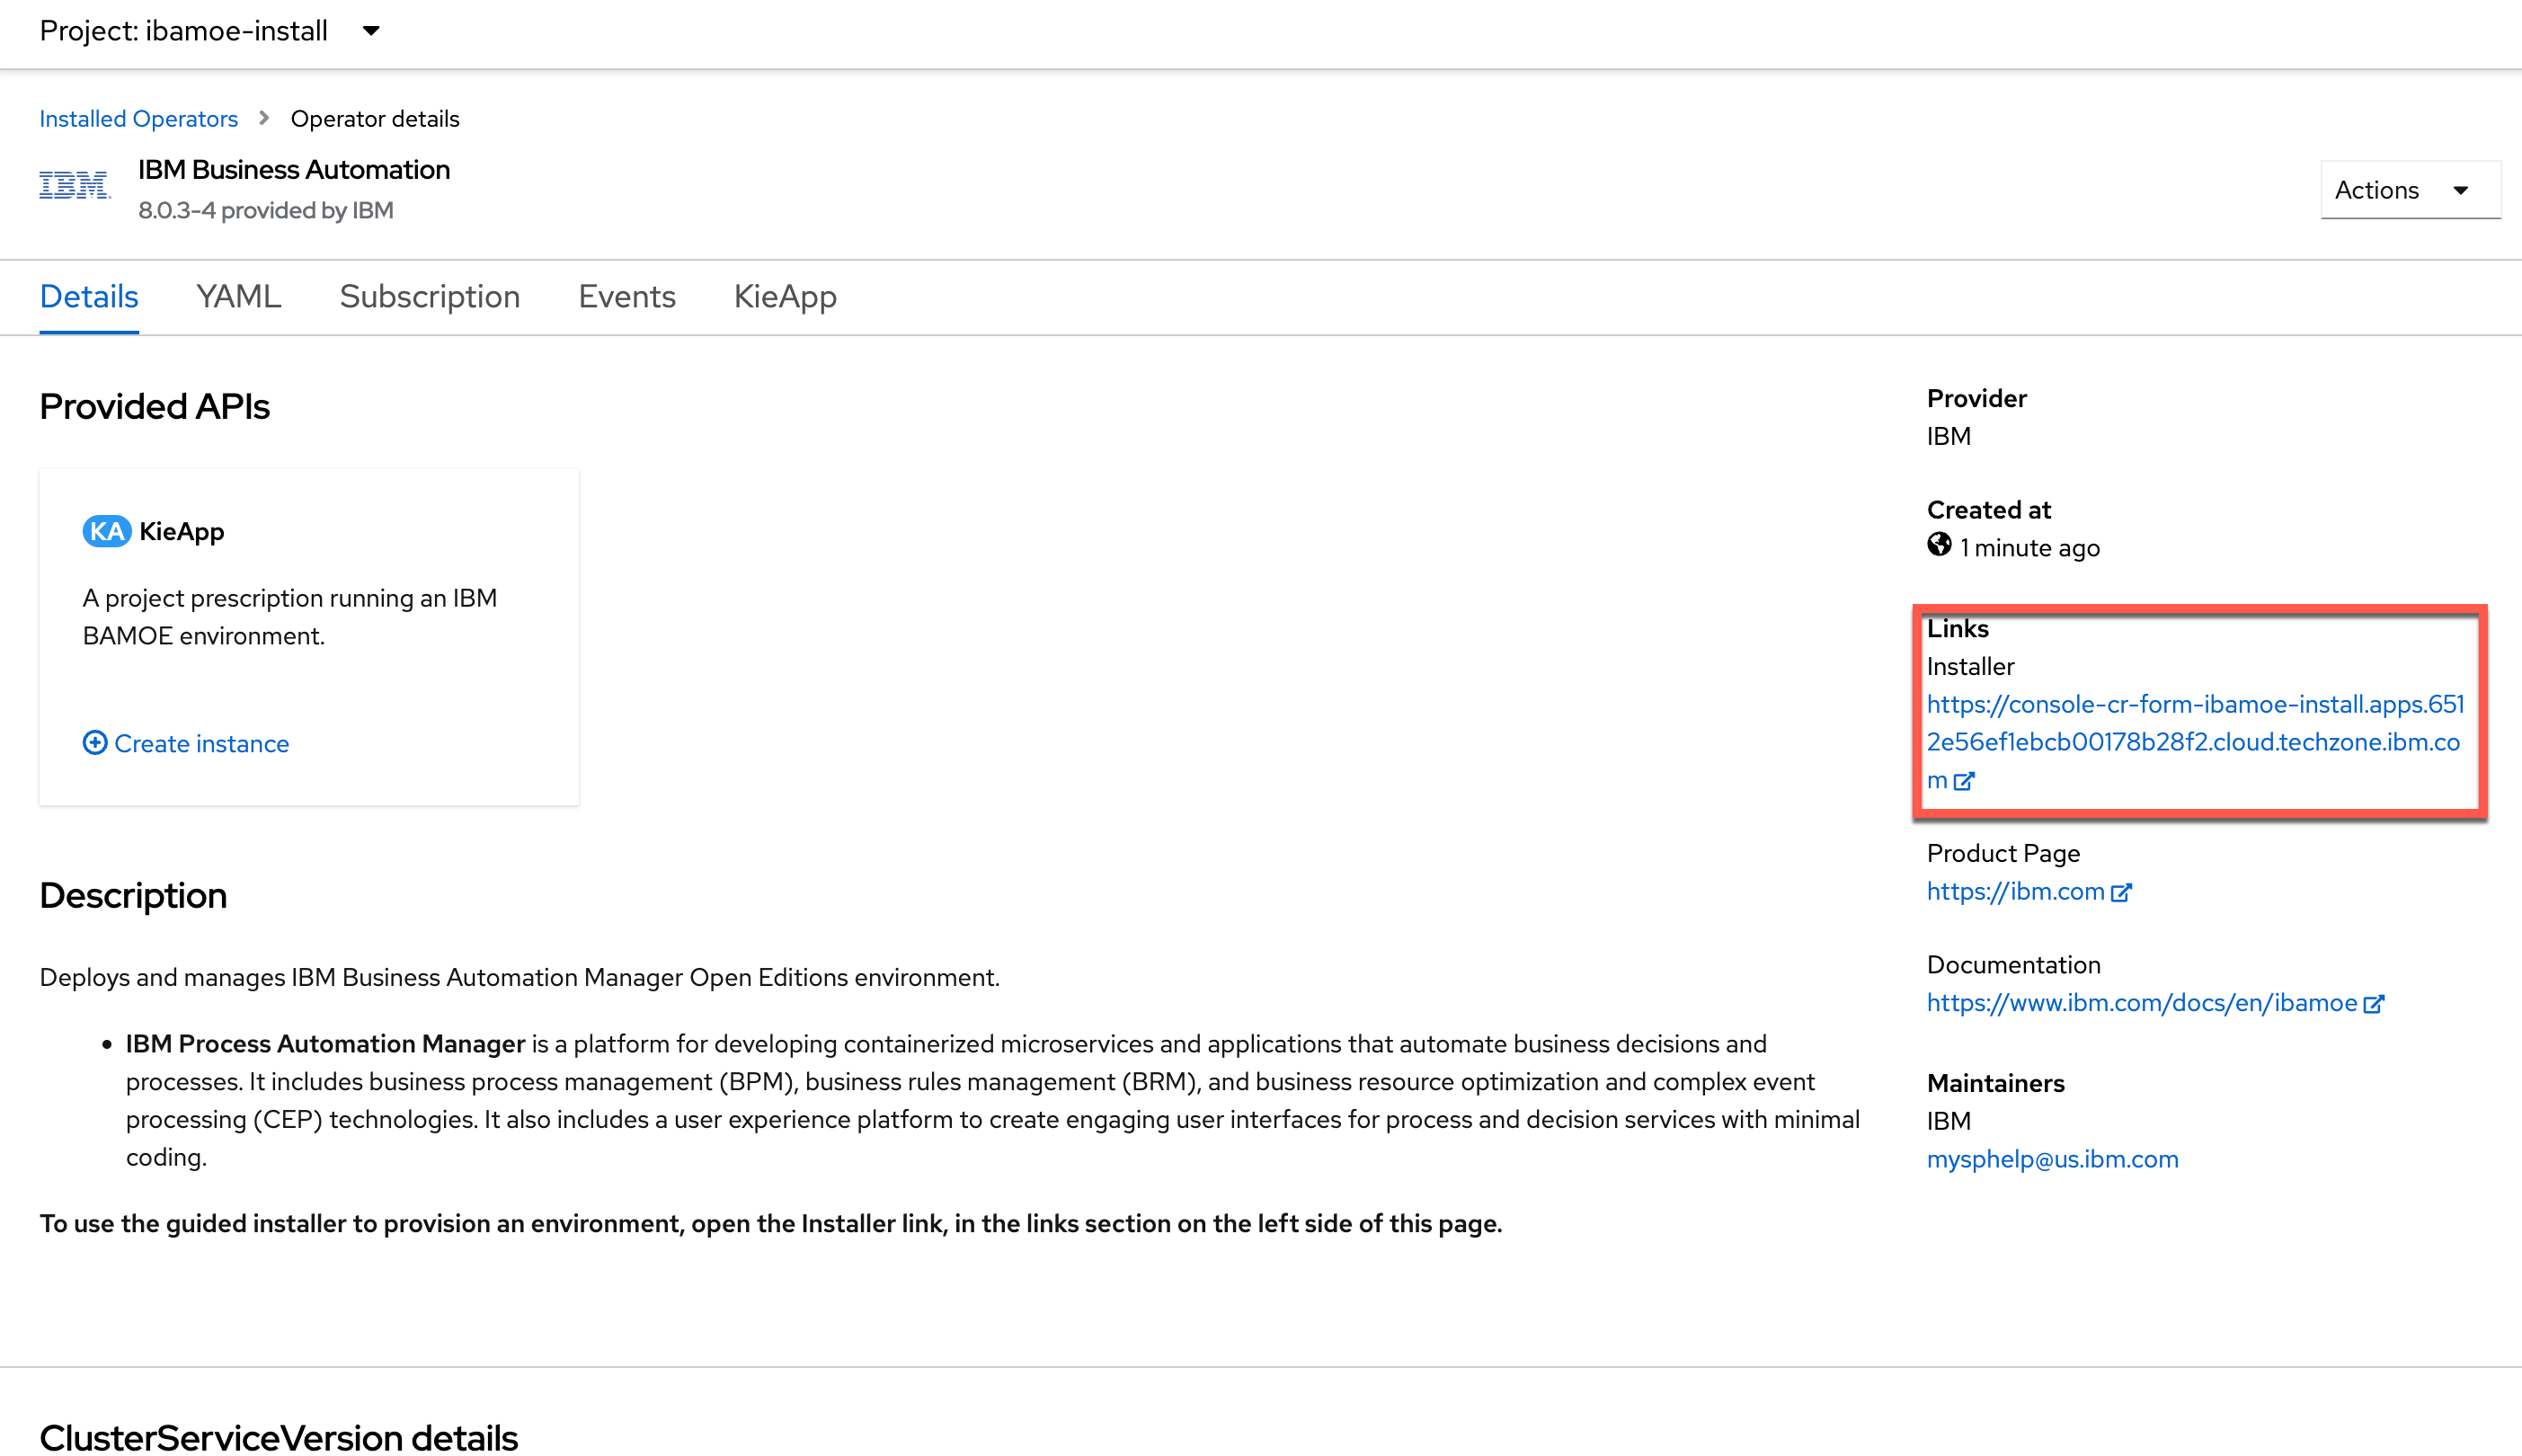 Project: ibamoe-install
Installed Operators
Operator details
IBM
IBM Business Automation
8.0.3-4 provided by IBM
Actions
Details
YAML
Subscription
Events
KieApp
Provided APIs
KA KieApp
A project prescription running an IBM
BAMOE environment.
Create instance
Description
Deploys and manages IBM Business Automation Manager Open Editions environment.
• IBM Process Automation Manager is a platform for developing containerized microservices and applications that automate business decisions and
processes. It includes business process management (BPM), business rules management (BRM), and business resource optimization and complex event
processing (CEP) technologies. It also includes a user experience platform to create engaging user interfaces for process and decision services with minimal
coding.
To use the guided installer to provision an environment, open the Installer link, in the links section on the left side of this page.
Provider
IBM
Created at
1 minute ago
Links
Installer
https://console-cr-form-ibamoe-install.apps.651
2e56ef1ebcb00178b28f2.cloud.techzone.ibm.co
m
Product Page
https://ibm.com
Documentation
https://www.ibm.com/docs/en/ibamoe
Maintainers
IBM
mysphelp@us.ibm.com
ClusterServiceVersion details